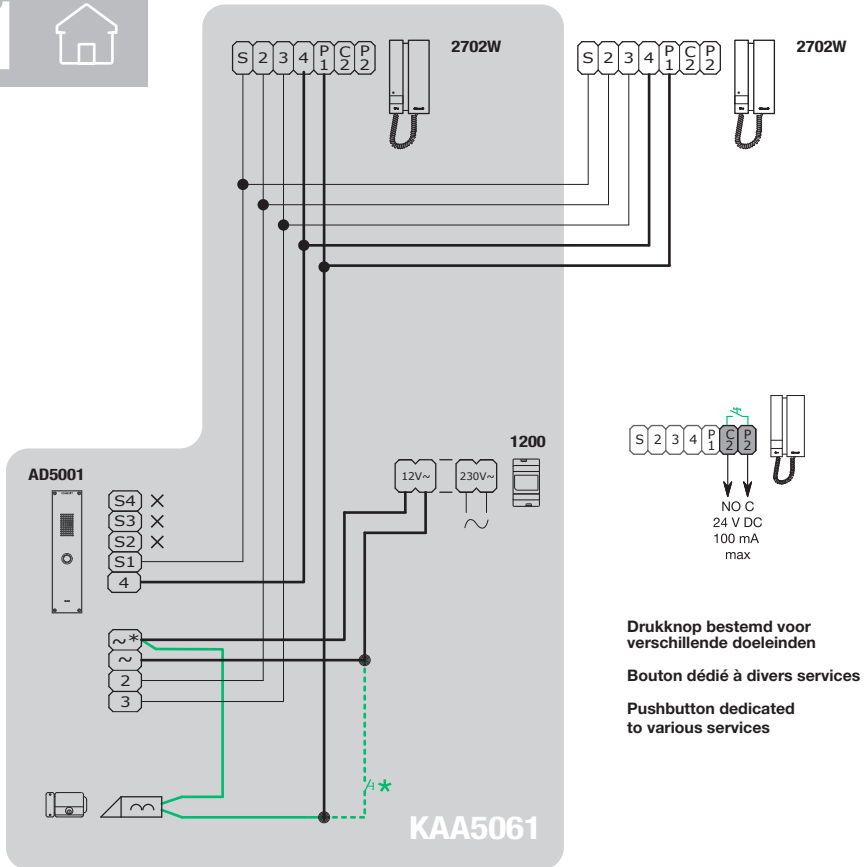 1
2702W
2702W
S 2 3 4 P1 C2 P2
S 2 3 4 P1 C2 P2
1200
12V~ 230V~
AD5001
S4
S3
S2
S1
4
~*
~
2
3
*
KAA5061
S 2 3 4 P1 C2 P2
NO C
24 V DC
100 mA
max
Drukknop bestemd voor
verschillende doeleinden
Bouton dédié à divers services
Pushbutton dedicated
to various services